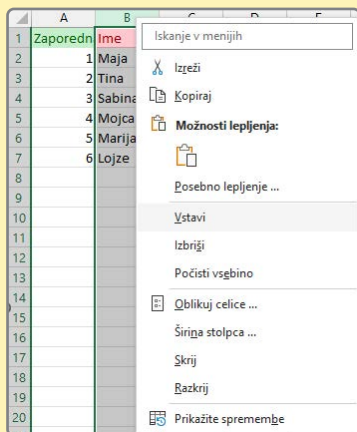 A B
1 Zaporedn Ime
2 1 Maja
3 2 Tina
4 3 Sabina
5 4 Mojca
6 5 Marija
7 6 Lojze
8
9
10
11
12
13
14
15
16
17
18
19
20
Iskanje v menijih
Izreži
Kopiraj
Možnosti lepljenja:
Posebno lepljenje ...
Vstavi
Izbriši
Počisti vsebino
Oblikuj celice ...
Širina stolpca ...
Skrij
Razkrij
Prikažite spremembe